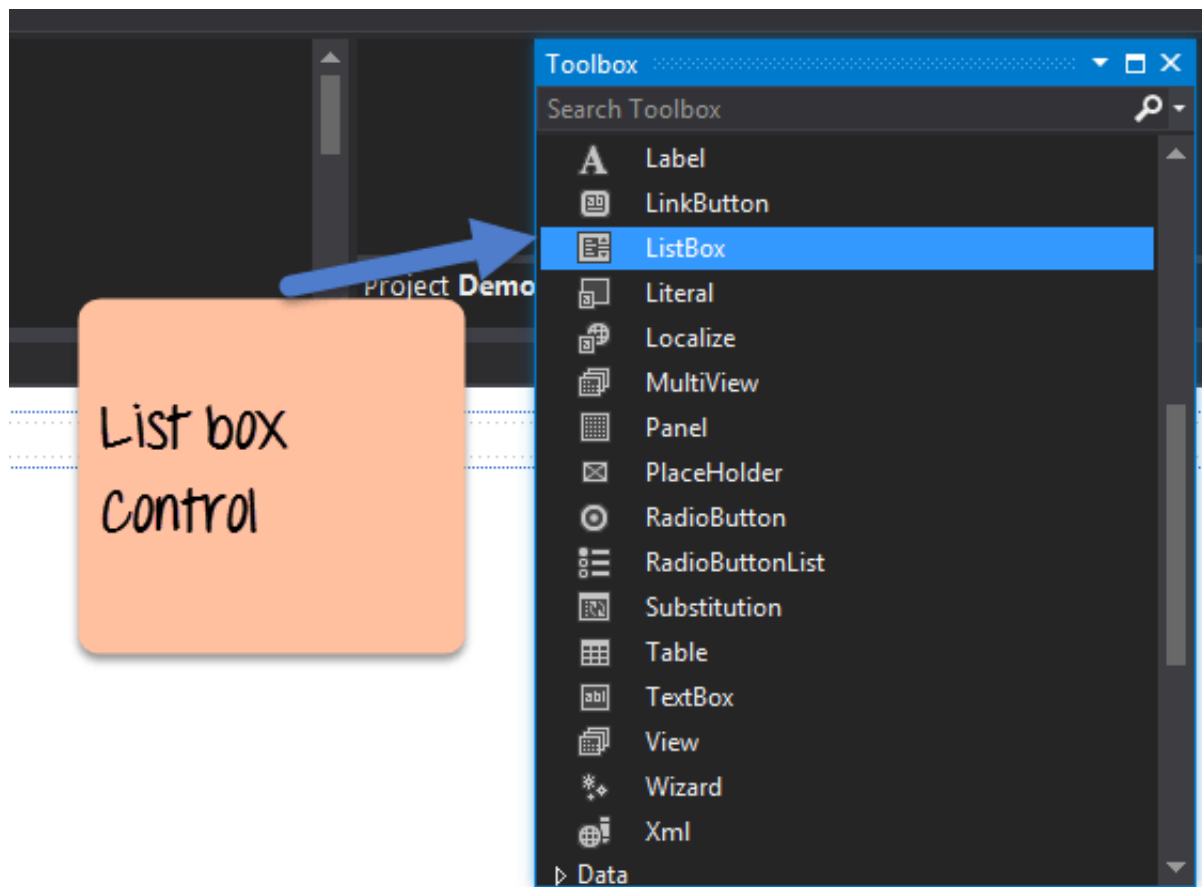 Toolbox
Search Toolbox
Label
LinkButton
ListBox
Project Demo
Literal
Localize
MultiView
List box
Control
Panel
PlaceHolder
RadioButton
RadioButtonList
Substitution
Table
TextBox
View
Wizard
Xml
Data